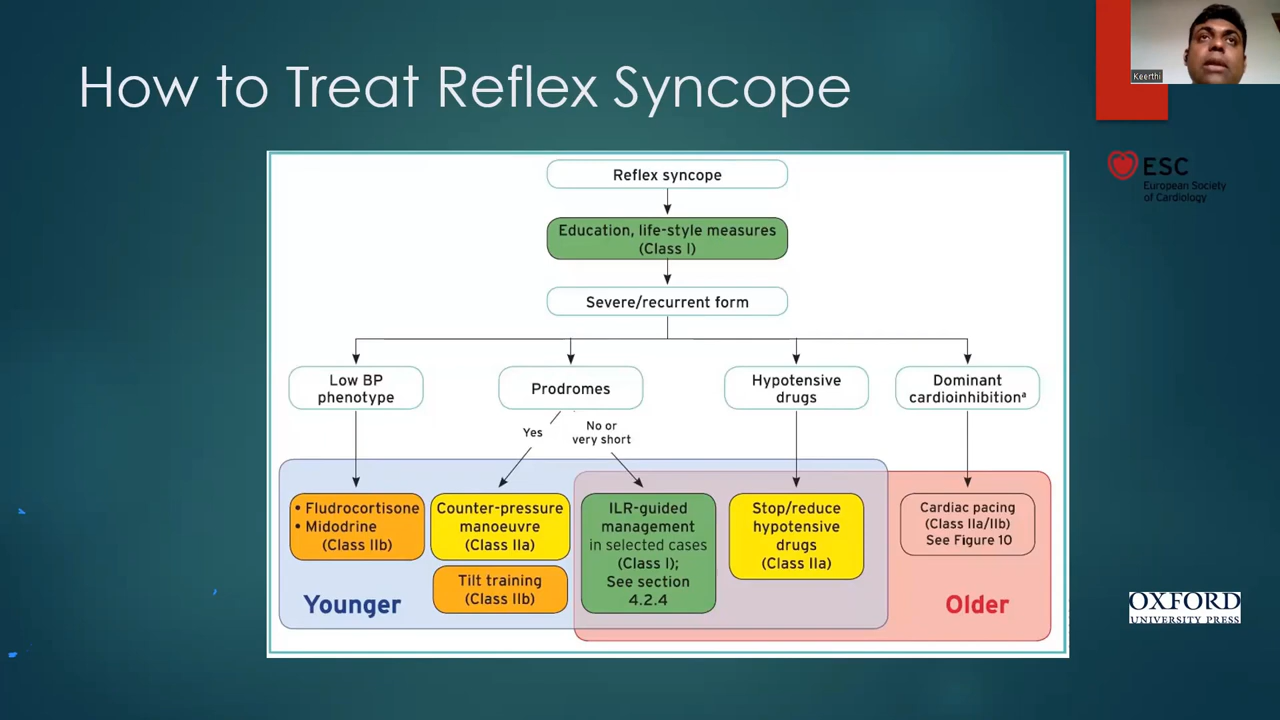 How to Treat Reflex Syncope
Keerthi
ESC
European Society
of Cardiology
Reflex syncope
Education, life-style measures
(Class I)
Severe/recurrent form
Low BP
phenotype
Prodromes
Hypotensive
drugs
Dominant
cardioinhibitionª
Yes
No or
very short
• Fludrocortisone
• Midodrine
(Class IIb)
Counter-pressure
manoeuvre
(Class IIa)
Tilt training
(Class IIb)
ILR-guided
management
in selected cases
(Class I);
See section
4.2.4
Stop/reduce
hypotensive
drugs
(Class IIa)
Cardiac pacing
(Class IIa/IIb)
See Figure 10
Younger
Older
OXFORD
UNIVERSITY PRESS